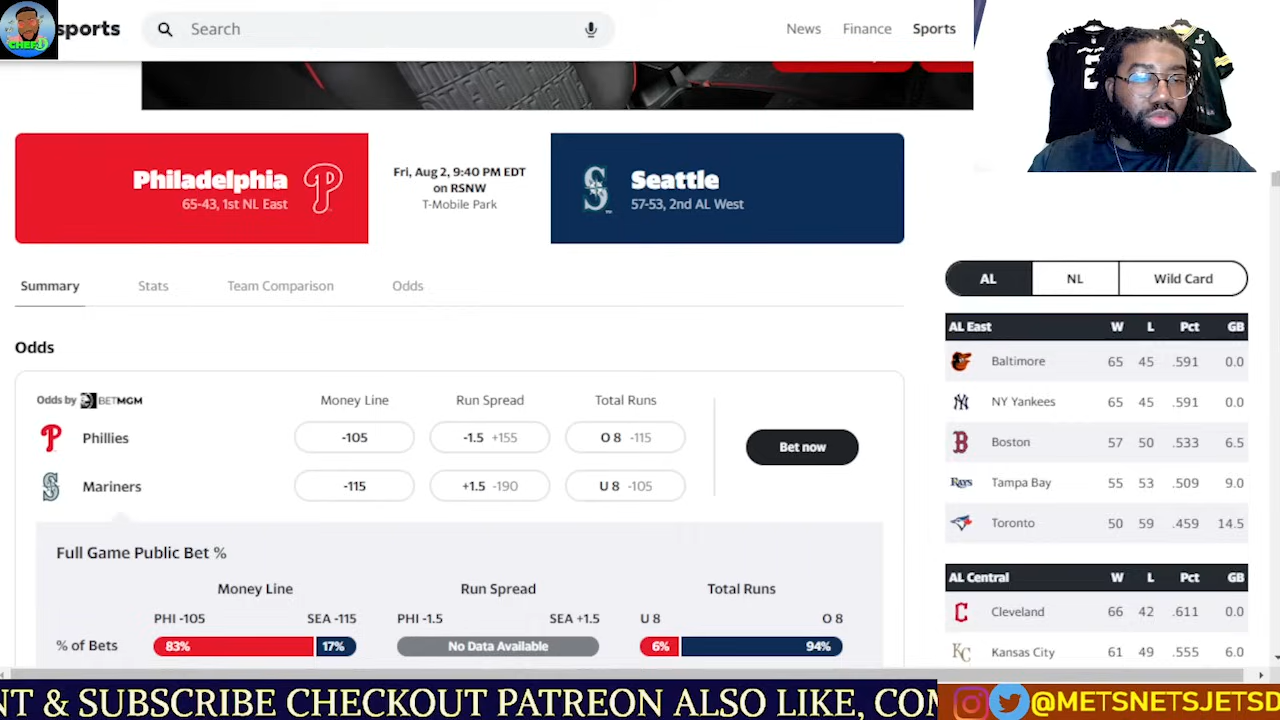 CHEFJ
sports
Search
News Finance Sports
Philadelphia
65-43, 1st NL East
Fri, Aug 2, 9:40 PM EDT
on RSNW
T-Mobile Park
Seattle
57-53, 2nd AL West
Summary Stats Team Comparison Odds
Odds
Odds by BETMGM Money Line Run Spread Total Runs
Phillies -105 -1.5 +155 O 8 -115
Mariners -115 +1.5 -190 U 8 -105
Bet now
Full Game Public Bet %
Money Line Run Spread Total Runs
PHI -105 SEA -115 PHI -1.5 SEA +1.5 U 8 O 8
% of Bets 83% 17% No Data Available 6% 94%
AL NL Wild Card
AL East W L Pct GB
Baltimore 65 45 .591 0.0
NY Yankees 65 45 .591 0.0
Boston 57 50 .533 6.5
Rays Tampa Bay 55 53 .509 9.0
Toronto 50 59 .459 14.5
AL Central W L Pct GB
Cleveland 66 42 .611 0.0
KC Kansas City 61 49 .555 6.0
NT & SUBSCRIBE CHECKOUT PATREON ALSO LIKE, COM
@METSNETSJETSD